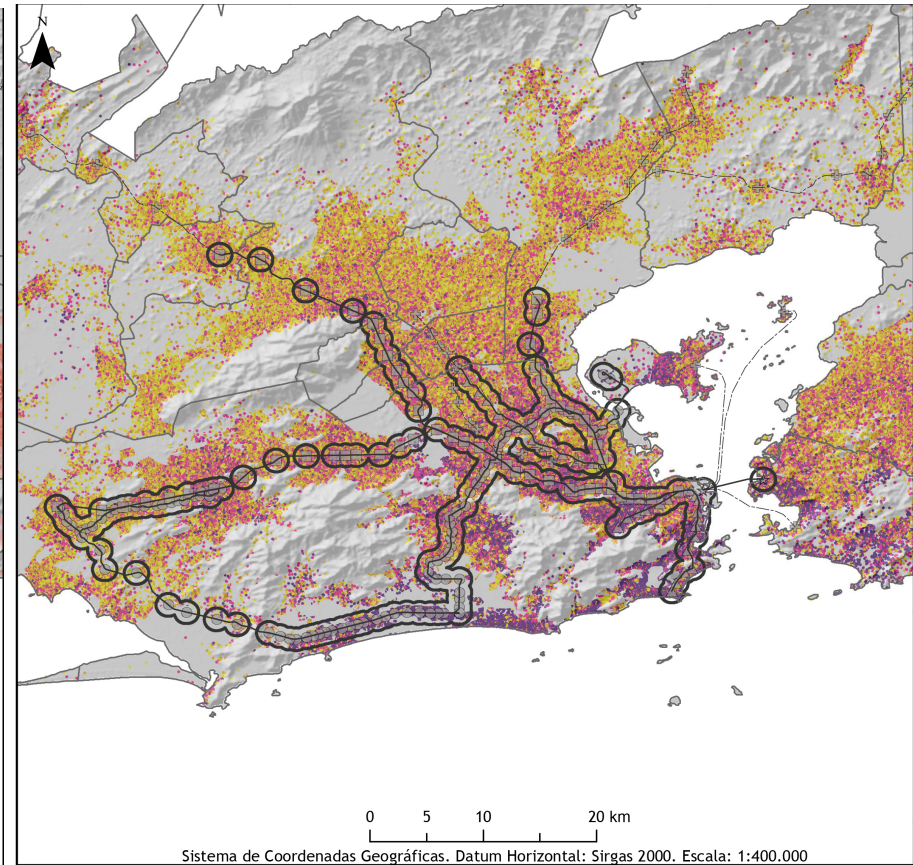 N
0 5 10 20 km
Sistema de Coordenadas Geográficas. Datum Horizontal: Sirgas 2000. Escala: 1:400.000